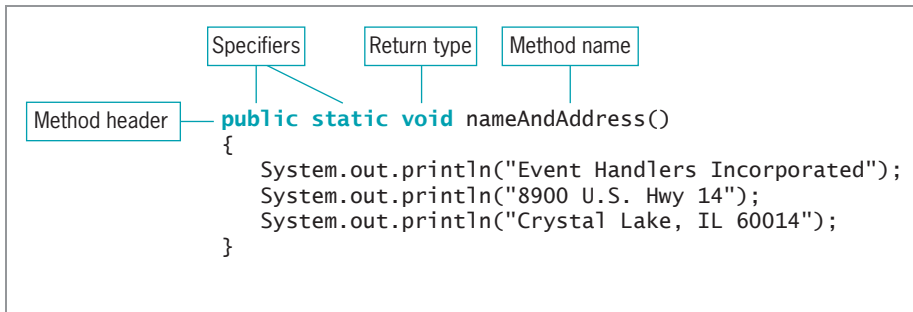 Specifiers Return type Method name
Method header public static void nameAndAddress()
{
System.out.println("Event Handlers Incorporated");
System.out.println("8900 U.S. Hwy 14");
System.out.println("Crystal Lake, IL 60014");
}